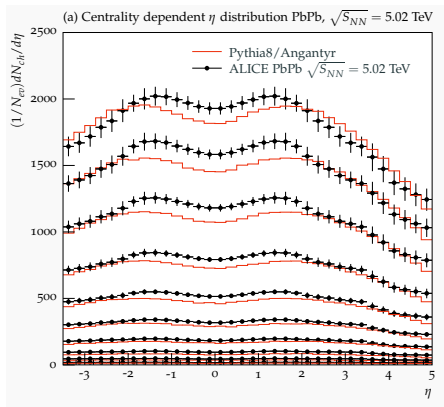 (a) Centrality dependent η distribution PbPb, √S_NN = 5.02 TeV
(1/N_ev)dN_ch/dη
Pythia8/Angantyr
ALICE PbPb √S_NN = 5.02 TeV
2500
2000
1500
1000
500
0
-3 -2 -1 0 1 2 3 4 5
η